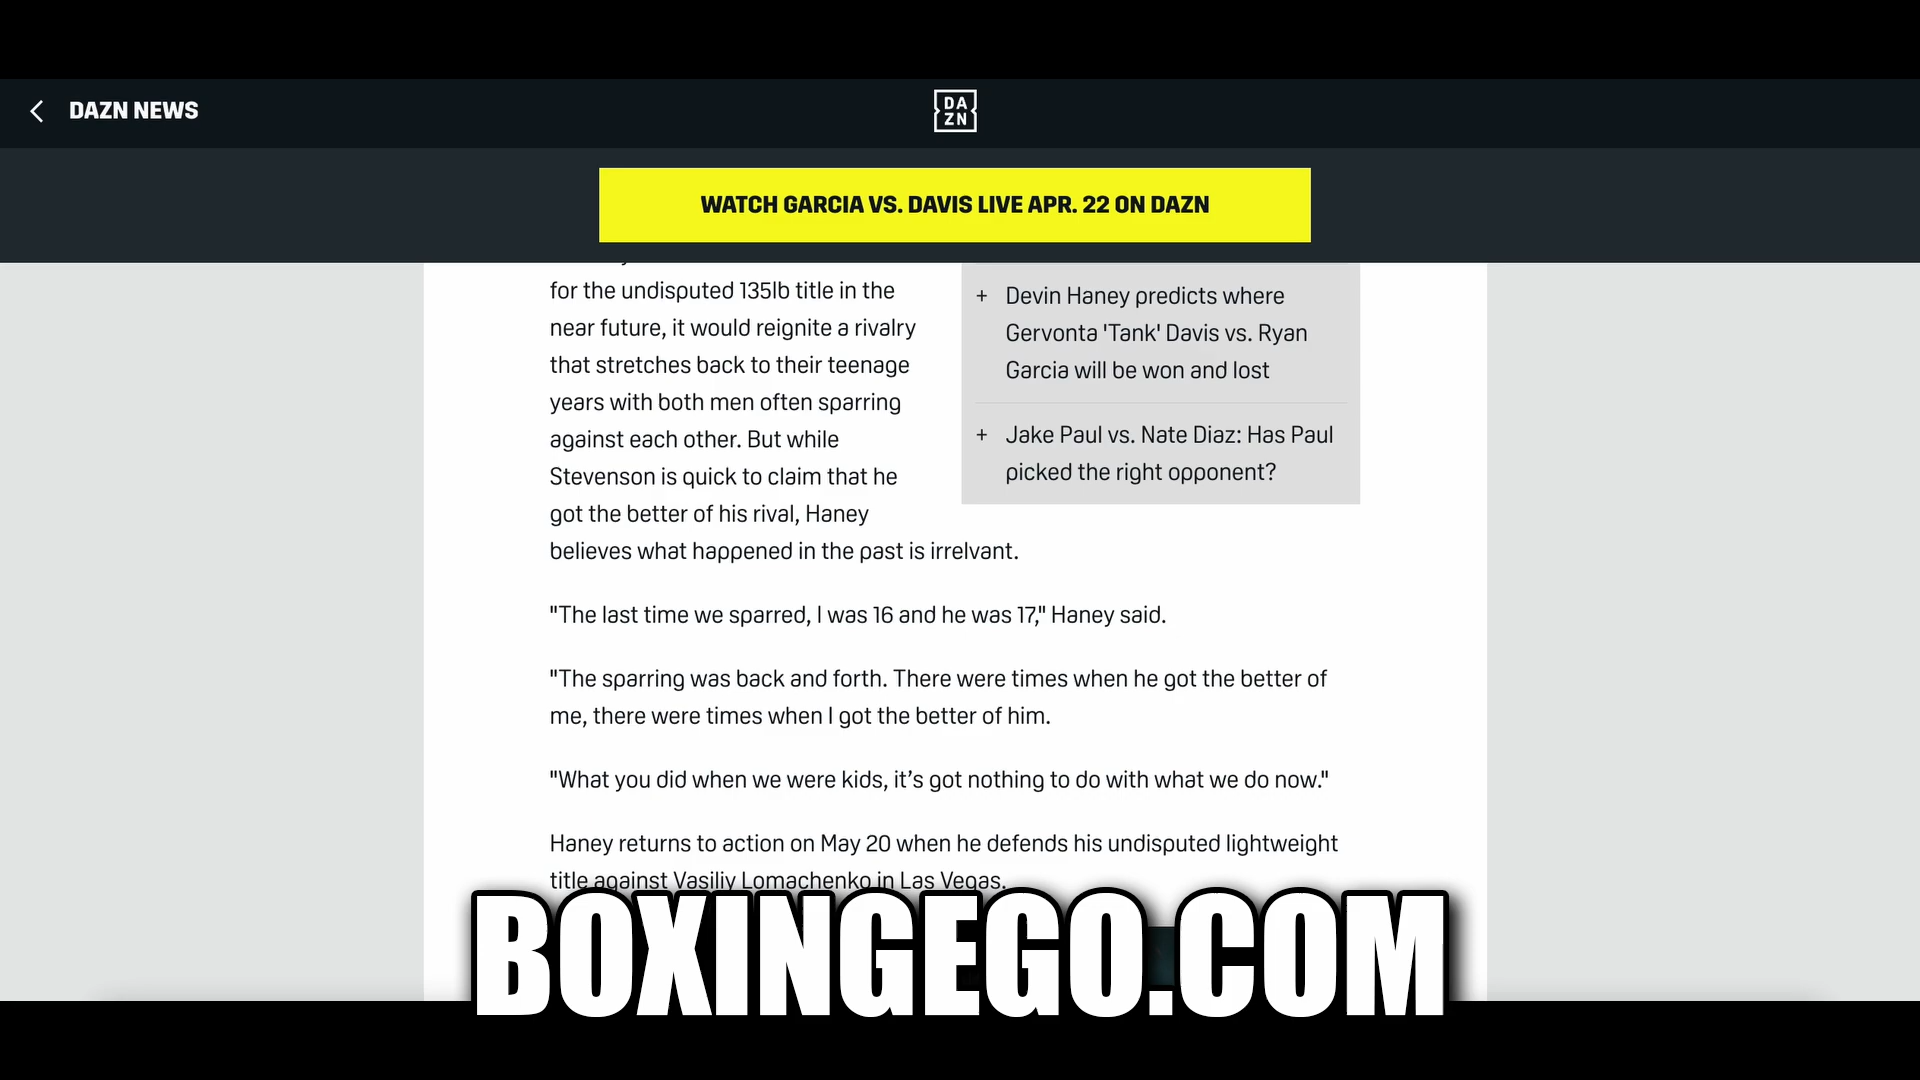 DAZN NEWS
DA
ZN
WATCH GARCIA VS. DAVIS LIVE APR. 22 ON DAZN
for the undisputed 135lb title in the
near future, it would reignite a rivalry
that stretches back to their teenage
years with both men often sparring
against each other. But while
Stevenson is quick to claim that he
got the better of his rival, Haney
believes what happened in the past is irrelvant.
+ Devin Haney predicts where
Gervonta 'Tank' Davis vs. Ryan
Garcia will be won and lost
+ Jake Paul vs. Nate Diaz: Has Paul
picked the right opponent?
"The last time we sparred, I was 16 and he was 17," Haney said.
"The sparring was back and forth. There were times when he got the better of
me, there were times when I got the better of him.
"What you did when we were kids, it’s got nothing to do with what we do now."
Haney returns to action on May 20 when he defends his undisputed lightweight
title against Vasiliy Lomachenko in Las Vegas.
BOXINGEGO.COM